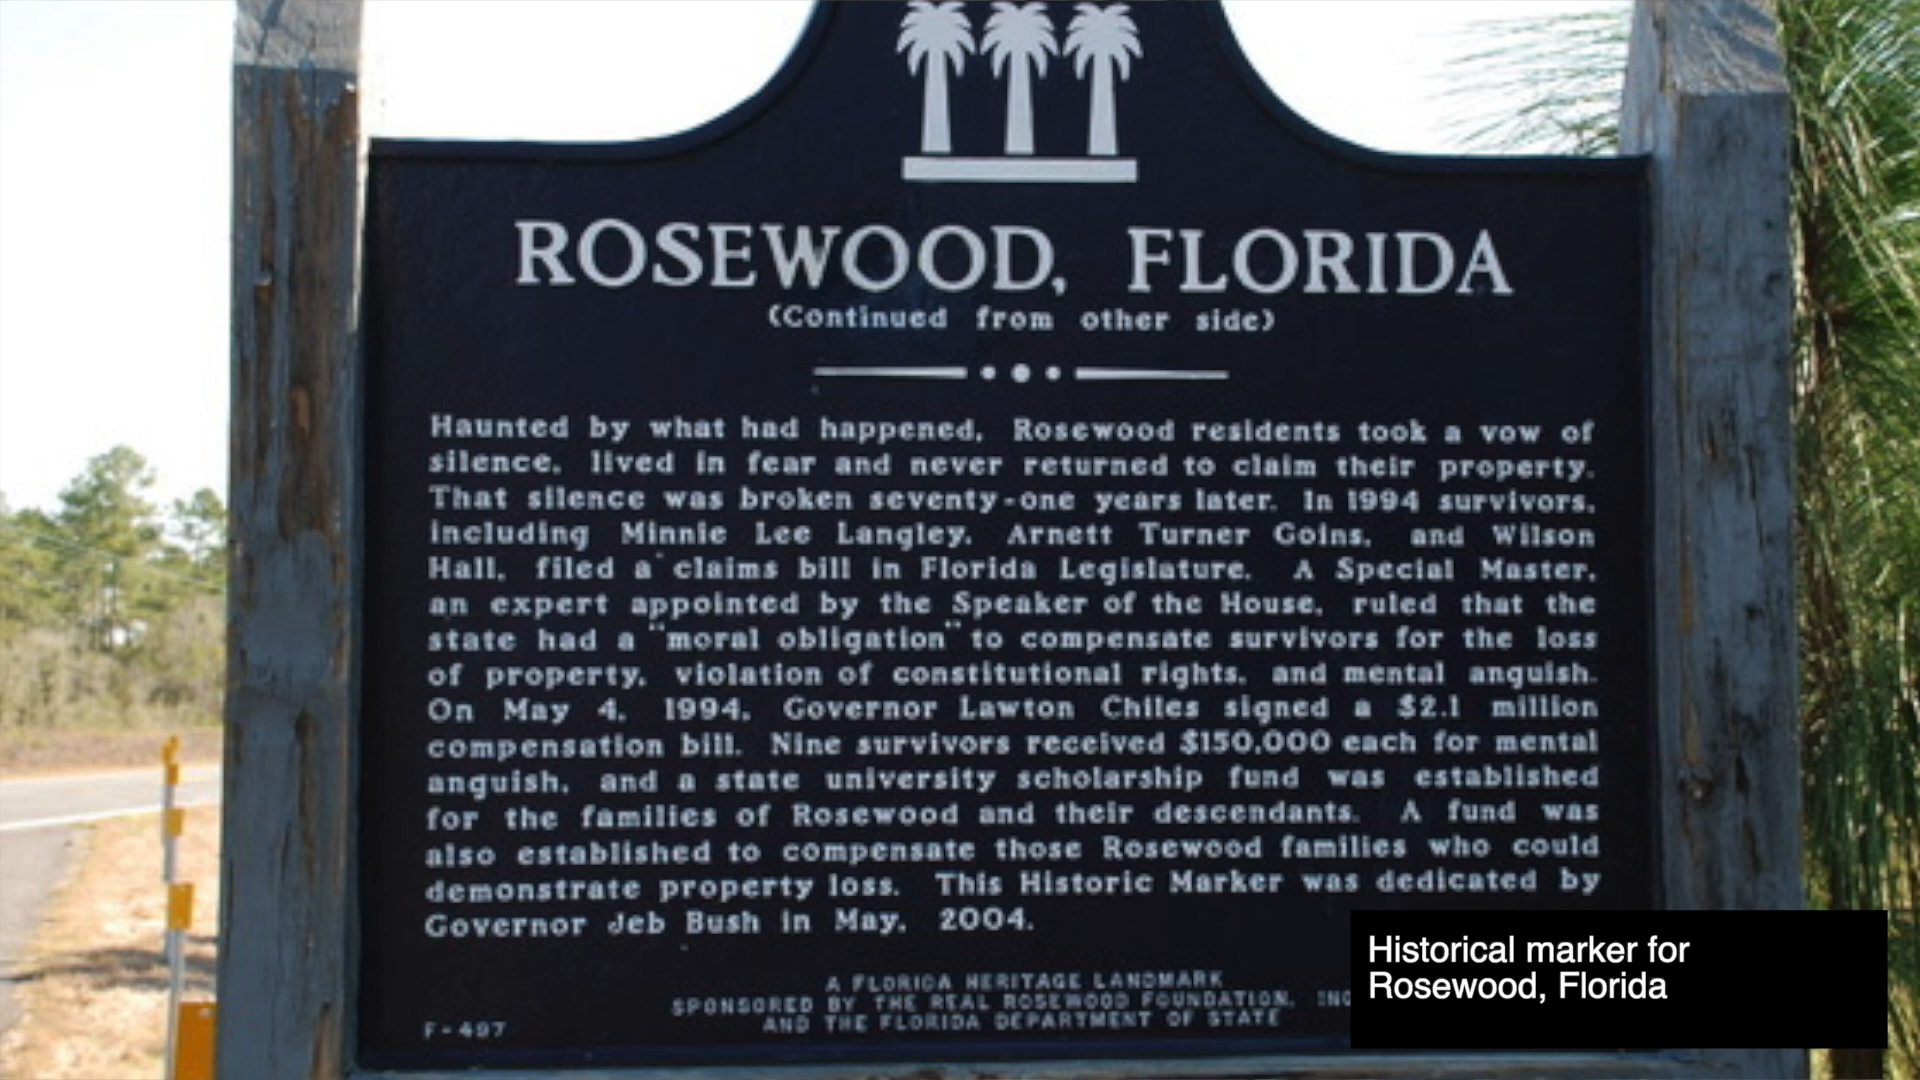 ROSEWOOD, FLORIDA
(Continued from other side)
Haunted by what had happened, Rosewood residents took a vow of
silence, lived in fear and never returned to claim their property.
That silence was broken seventy-one years later. In 1994 survivors,
including Minnie Lee Langley, Arnett Turner Goins, and Wilson
Hall, filed a claims bill in Florida Legislature. A Special Master,
an expert appointed by the Speaker of the House, ruled that the
state had a "moral obligation" to compensate survivors for the loss
of property, violation of constitutional rights, and mental anguish.
On May 4, 1994, Governor Lawton Chiles signed a $2.1 million
compensation bill. Nine survivors received $150,000 each for mental
anguish, and a state university scholarship fund was established
for the families of Rosewood and their descendants. A fund was
also established to compensate those Rosewood families who could
demonstrate property loss. This Historic Marker was dedicated by
Governor Jeb Bush in May, 2004.
A FLORIDA HERITAGE LANDMARK
SPONSORED BY THE REAL ROSEWOOD FOUNDATION, INC
AND THE FLORIDA DEPARTMENT OF STATE
F-497
Historical marker for
Rosewood, Florida